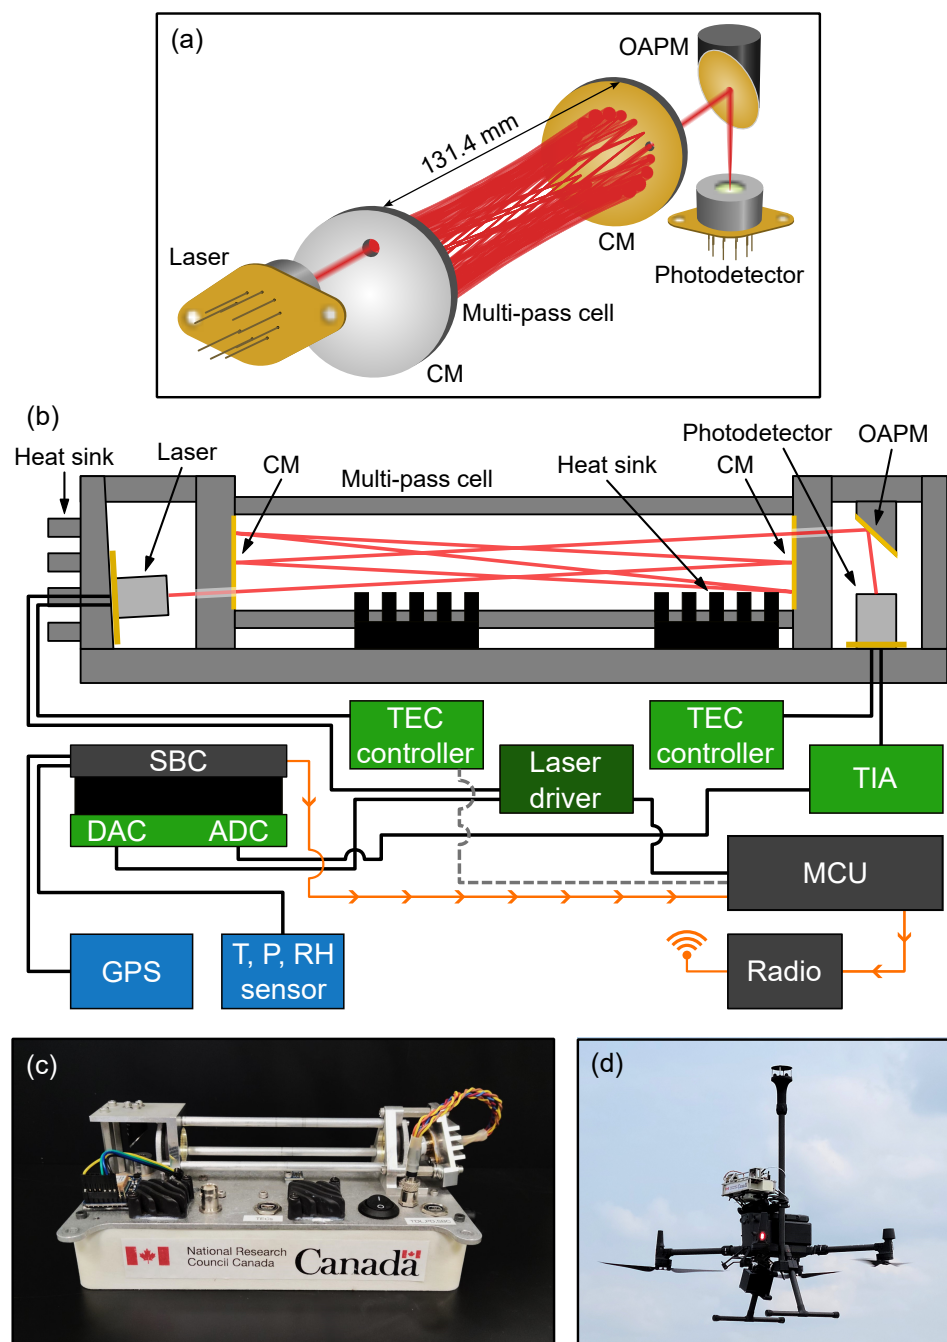 (a)
OAPM
131.4 mm
CM
Laser
Photodetector
Multi-pass cell
CM
(b)
Heat sink
Laser
CM
Multi-pass cell
Heat sink
Photodetector
CM
OAPM
TEC
controller
TEC
controller
SBC
Laser
driver
TIA
DAC
ADC
MCU
GPS
T, P, RH
sensor
Radio
(c)
National Research
Council Canada
Canada
(d)